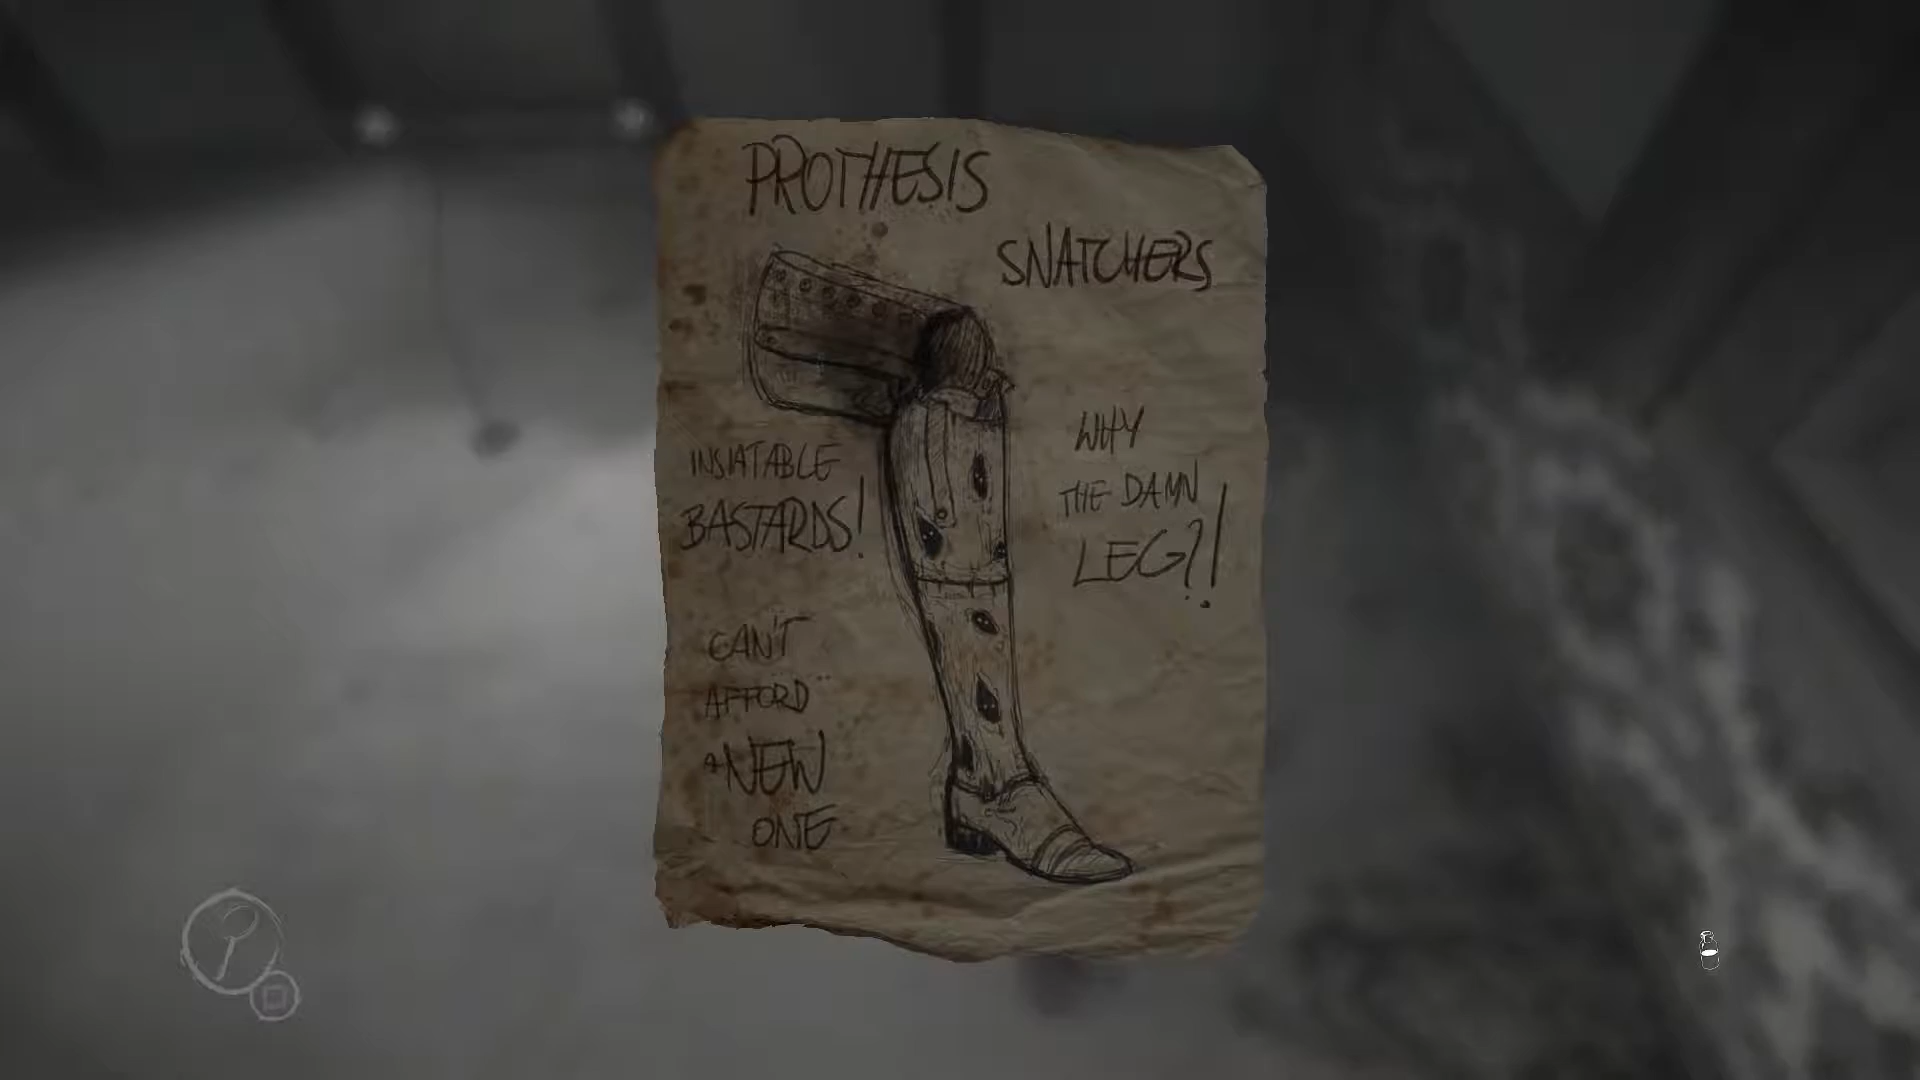 PROTHESIS
SNATCHERS
INSIATABLE
BASTARDS!
WHY
THE DAMN
LEG?!
CAN'T
AFFORD
A NEW
ONE